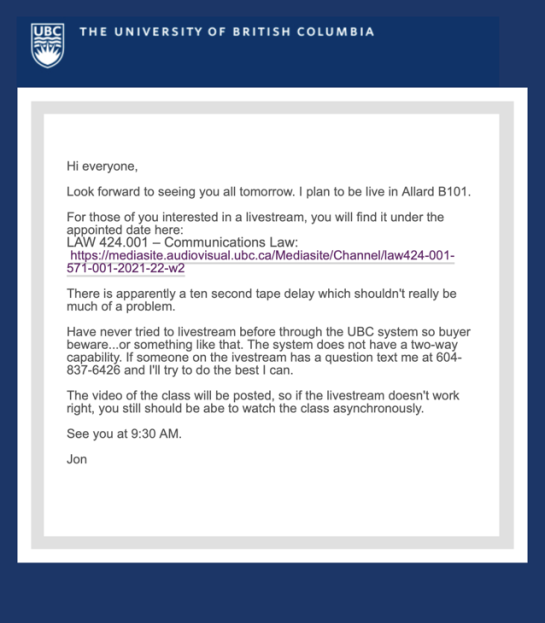 UBC
THE UNIVERSITY OF BRITISH COLUMBIA
Hi everyone,
Look forward to seeing you all tomorrow. I plan to be live in Allard B101.
For those of you interested in a livestream, you will find it under the
appointed date here:
LAW 424.001 – Communications Law:
https://mediasite.audiovisual.ubc.ca/Mediasite/Channel/law424-001-
571-001-2021-22-w2
There is apparently a ten second tape delay which shouldn't really be
much of a problem.
Have never tried to livestream before through the UBC system so buyer
beware...or something like that. The system does not have a two-way
capability. If someone on the ivestream has a question text me at 604-
837-6426 and I'll try to do the best I can.
The video of the class will be posted, so if the livestream doesn't work
right, you still should be abe to watch the class asynchronously.
See you at 9:30 AM.
Jon